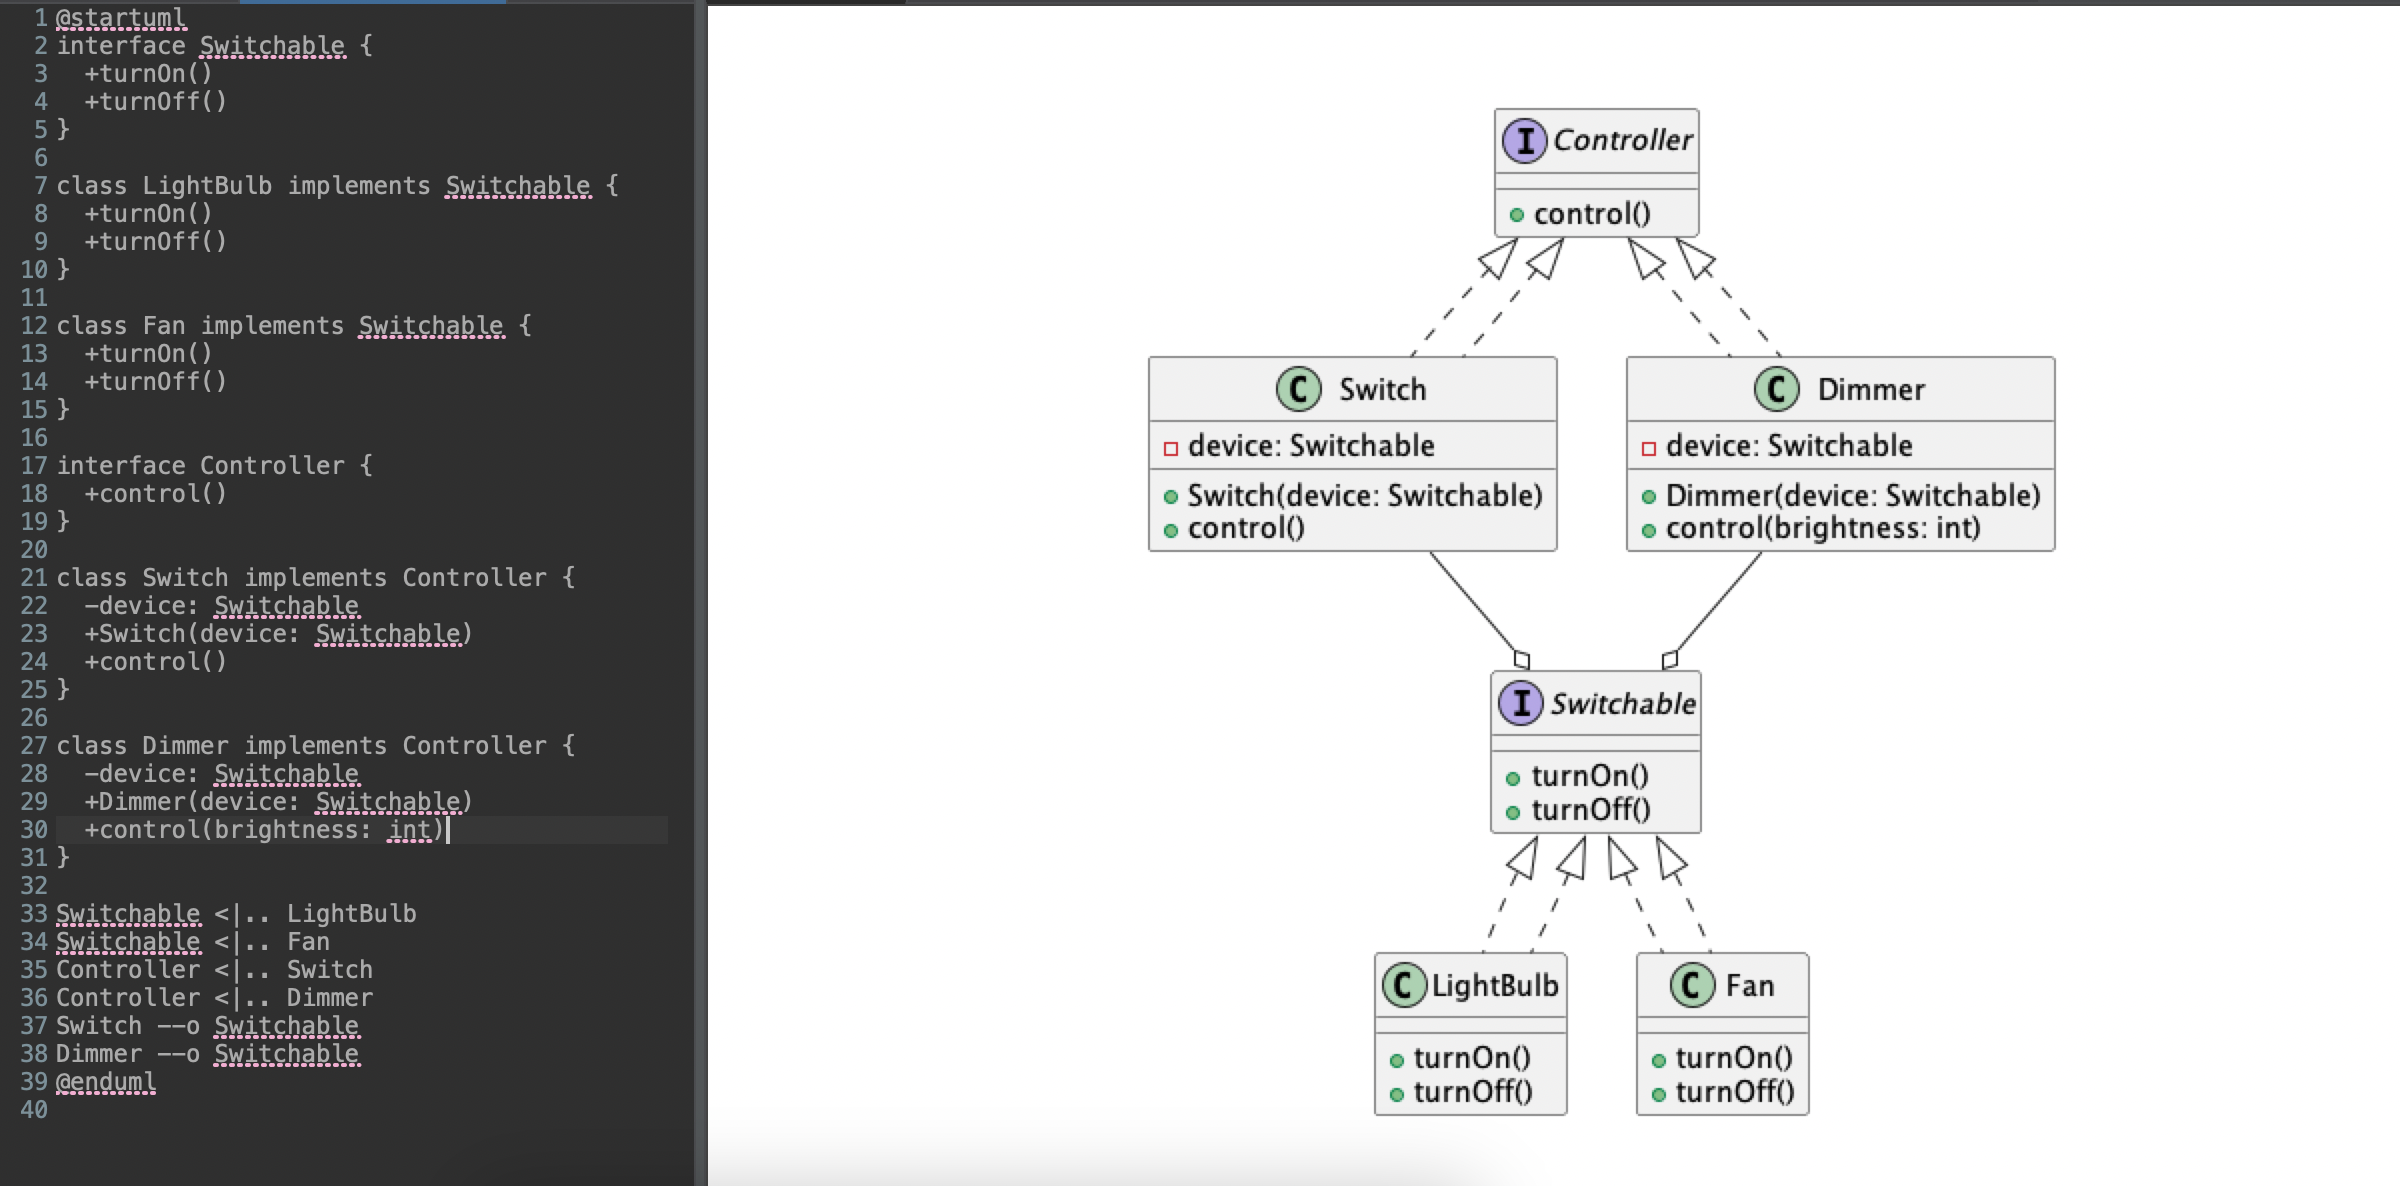 1 @startuml
2 interface Switchable {
3   +turnOn()
4   +turnOff()
5 }
6
7 class LightBulb implements Switchable {
8   +turnOn()
9   +turnOff()
10 }
11
12 class Fan implements Switchable {
13   +turnOn()
14   +turnOff()
15 }
16
17 interface Controller {
18   +control()
19 }
20
21 class Switch implements Controller {
22   -device: Switchable
23   +Switch(device: Switchable)
24   +control()
25 }
26
27 class Dimmer implements Controller {
28   -device: Switchable
29   +Dimmer(device: Switchable)
30   +control(brightness: int)
31 }
32
33 Switchable <|.. LightBulb
34 Switchable <|.. Fan
35 Controller <|.. Switch
36 Controller <|.. Dimmer
37 Switch --o Switchable
38 Dimmer --o Switchable
39 @enduml
40
I Controller
control()
C Switch
device: Switchable
Switch(device: Switchable)
control()
C Dimmer
device: Switchable
Dimmer(device: Switchable)
control(brightness: int)
I Switchable
turnOn()
turnOff()
C LightBulb
turnOn()
turnOff()
C Fan
turnOn()
turnOff()